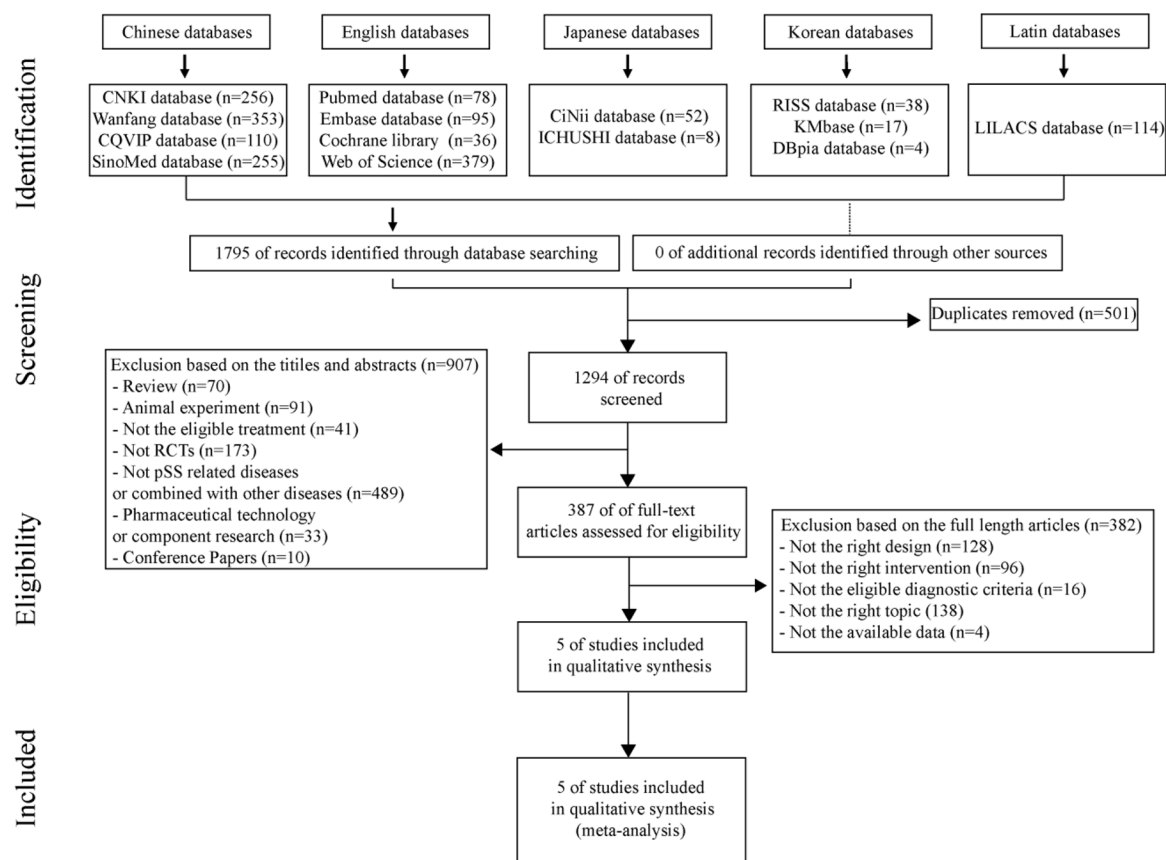 Chinese databases
English databases
Japanese databases
Korean databases
Latin databases
Identification
CNKI database (n=256)
Wanfang database (n=353)
CQVIP database (n=110)
SinoMed database (n=255)
Pubmed database (n=78)
Embase database (n=95)
Cochrane library (n=36)
Web of Science (n=379)
CiNii database (n=52)
ICHUSHI database (n=8)
RISS database (n=38)
KMbase (n=17)
DBpia database (n=4)
LILACS database (n=114)
1795 of records identified through database searching
0 of additional records identified through other sources
Screening
Duplicates removed (n=501)
1294 of records
screened
Exclusion based on the titiles and abstracts (n=907)
- Review (n=70)
- Animal experiment (n=91)
- Not the eligible treatment (n=41)
- Not RCTs (n=173)
- Not pSS related diseases
or combined with other diseases (n=489)
- Pharmaceutical technology
or component research (n=33)
- Conference Papers (n=10)
Eligibility
387 of of full-text
articles assessed for eligibility
Exclusion based on the full length articles (n=382)
- Not the right design (n=128)
- Not the right intervention (n=96)
- Not the eligible diagnostic criteria (n=16)
- Not the right topic (138)
- Not the available data (n=4)
5 of studies included
in qualitative synthesis
Included
5 of studies included
in qualitative synthesis
(meta-analysis)